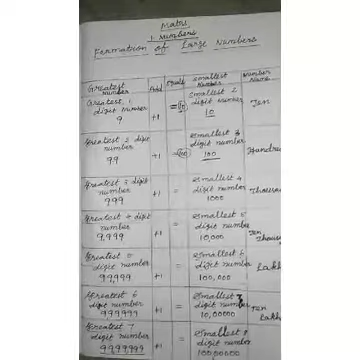 Maths
1. Numbers
Formation of Large Numbers
Greatest Number Add Equals Smallest Number Number Name
Greatest 1 digit Number 9 +1 = Smallest 2 digit Number 10 Ten
Greatest 2 digit number 99 +1 = Smallest 3 digit number 100 Hundred
Greatest 3 digit number 999 +1 = Smallest 4 digit number 1000 Thousan
Greatest 4 digit number 9,999 +1 = Smallest 5 digit number 10,000 Ten Thousan
Greatest 5 digit number 99,999 +1 = Smallest 6 digit number 100,000 Lakh
Greatest 6 digit number 999999 +1 = Smallest 7 digit number 10,00000 Ten Lakh
Greatest 7 digit number 9999999 +1 = Smallest 8 digit number 10000000